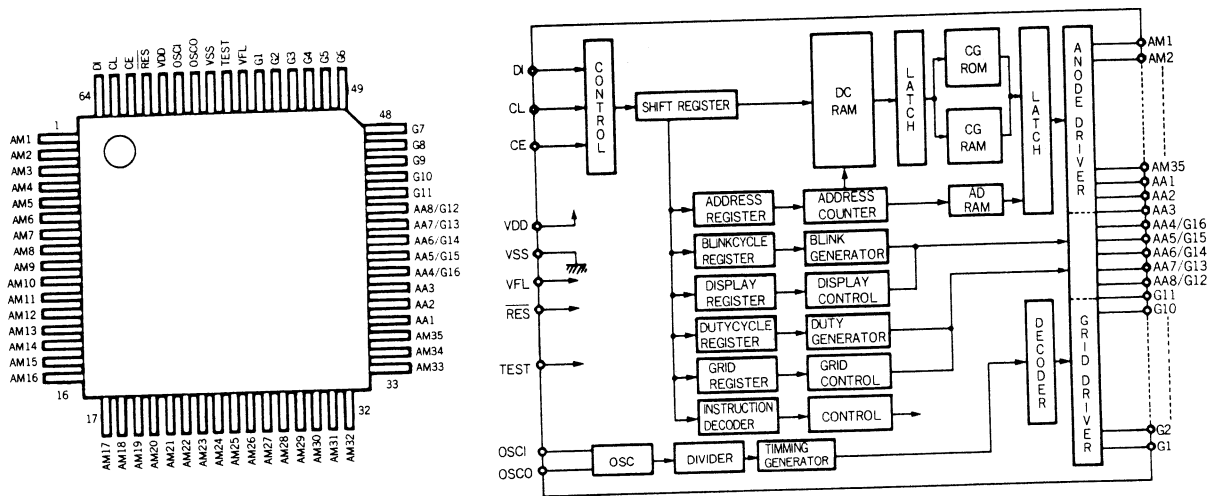 DI CL CE RES VDD OSCI OSCO VSS TEST VFL G1 G2 G3 G4 G5 G6
64 49
1 48
AM1
AM2
AM3
AM4
AM5
AM6
AM7
AM8
AM9
AM10
AM11
AM12
AM13
AM14
AM15
AM16
G7
G8
G9
G10
G11
AA8/G12
AA7/G13
AA6/G14
AA5/G15
AA4/G16
AA3
AA2
AA1
AM35
AM34
AM33
16 33
17 32
AM17 AM18 AM19 AM20 AM21 AM22 AM23 AM24 AM25 AM26 AM27 AM28 AM29 AM30 AM31 AM32
DI
CL
CE
VDD
VSS
VFL
RES
TEST
OSCI
OSCO
CONTROL
SHIFT REGISTER
DC
RAM
LATCH
CG
ROM
CG
RAM
LATCH
ANODE DRIVER
ADDRESS
REGISTER
ADDRESS
COUNTER
AD
RAM
BLINKCYCLE
REGISTER
BLINK
GENERATOR
DISPLAY
REGISTER
DISPLAY
CONTROL
DUTYCYCLE
REGISTER
DUTY
GENERATOR
GRID
REGISTER
GRID
CONTROL
INSTRUCTION
DECODER
CONTROL
OSC
DIVIDER
TIMMING
GENERATOR
DECODER
GRID DRIVER
AM1
AM2
AM35
AA1
AA2
AA3
AA4/G16
AA5/G15
AA6/G14
AA7/G13
AA8/G12
G11
G10
G2
G1